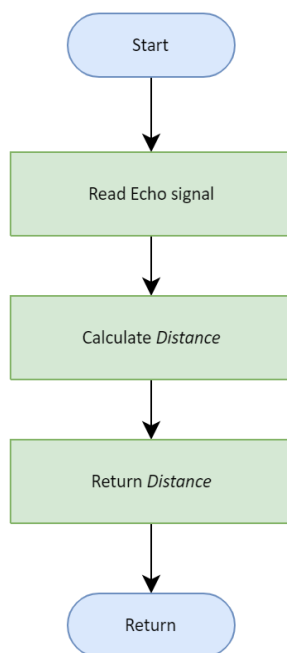 Start
Read Echo signal
Calculate Distance
Return Distance
Return